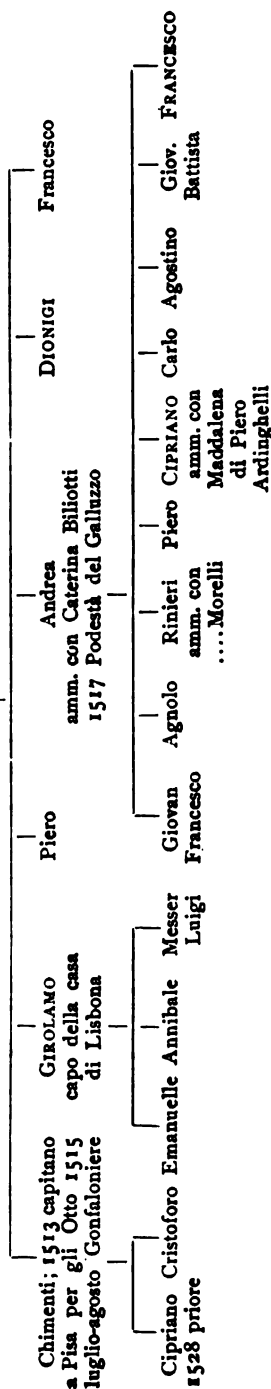 Chimenti; 1513 capitano
a Pisa per gli Otto 1515
luglio-agosto Gonfaloniere
GIROLAMO
capo della casa
di Lisbona
Piero
Andrea
amm. con Caterina Biliotti
1517 Podestà del Galluzzo
DIONIGI
Francesco
Cipriano
1528 priore
Cristoforo
Emanuelle
Annibale
Messer
Luigi
Giovan
Francesco
Agnolo
Rinieri
amm. con
....Morelli
Piero
CIPRIANO
amm. con
Maddalena
di Piero
Ardinghelli
Carlo
Agostino
Giov.
Battista
FRANCESCO